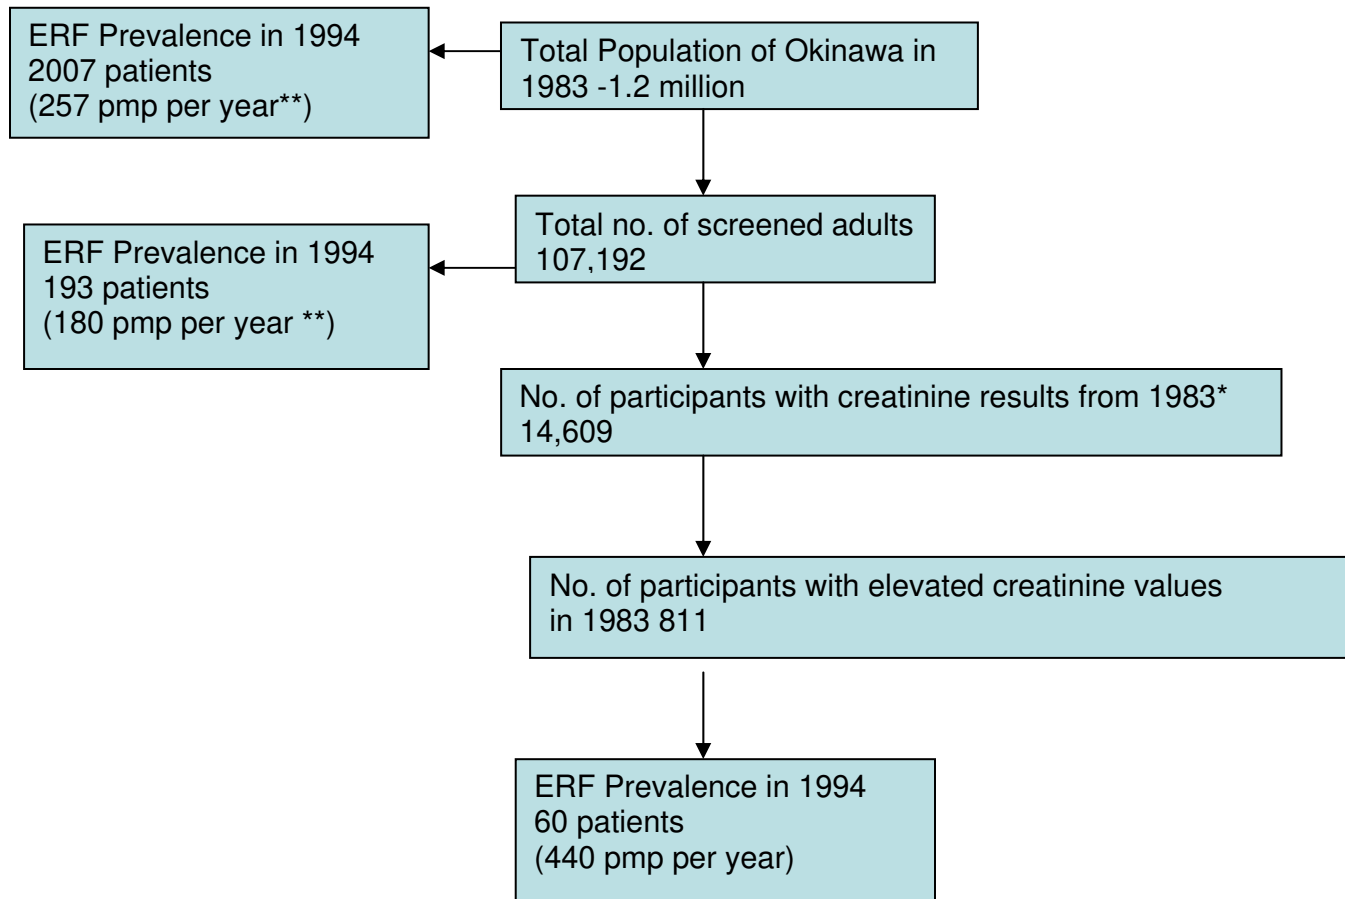 ERF Prevalence in 1994
2007 patients
(257 pmp per year**)
Total Population of Okinawa in
1983 -1.2 million
ERF Prevalence in 1994
193 patients
(180 pmp per year **)
Total no. of screened adults
107,192
No. of participants with creatinine results from 1983*
14,609
No. of participants with elevated creatinine values
in 1983 811
ERF Prevalence in 1994
60 patients
(440 pmp per year)